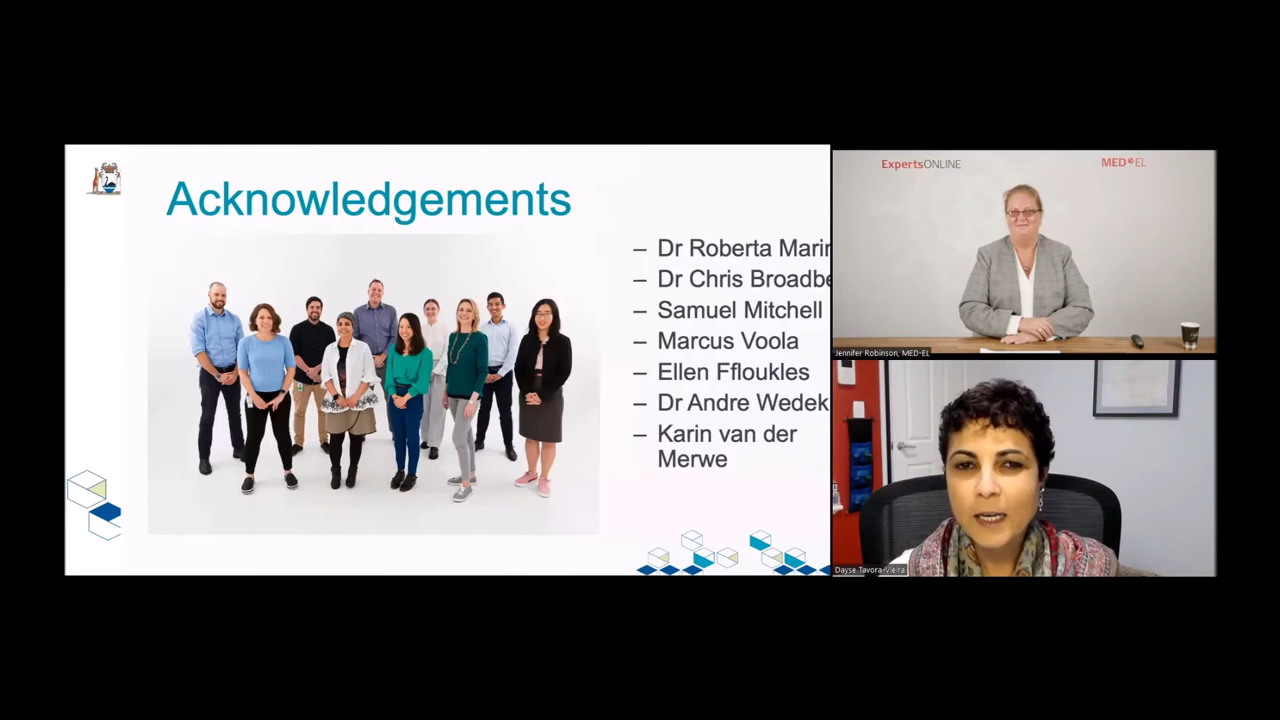 Acknowledgements
– Dr Roberta Marin
– Dr Chris Broadbe
– Samuel Mitchell
– Marcus Voola
– Ellen Ffloukles
– Dr Andre Wedek
– Karin van der
Merwe
ExpertsONLINE
MED EL
Jennifer Robinson, MED-EL
Dayse Tavora-Vieira